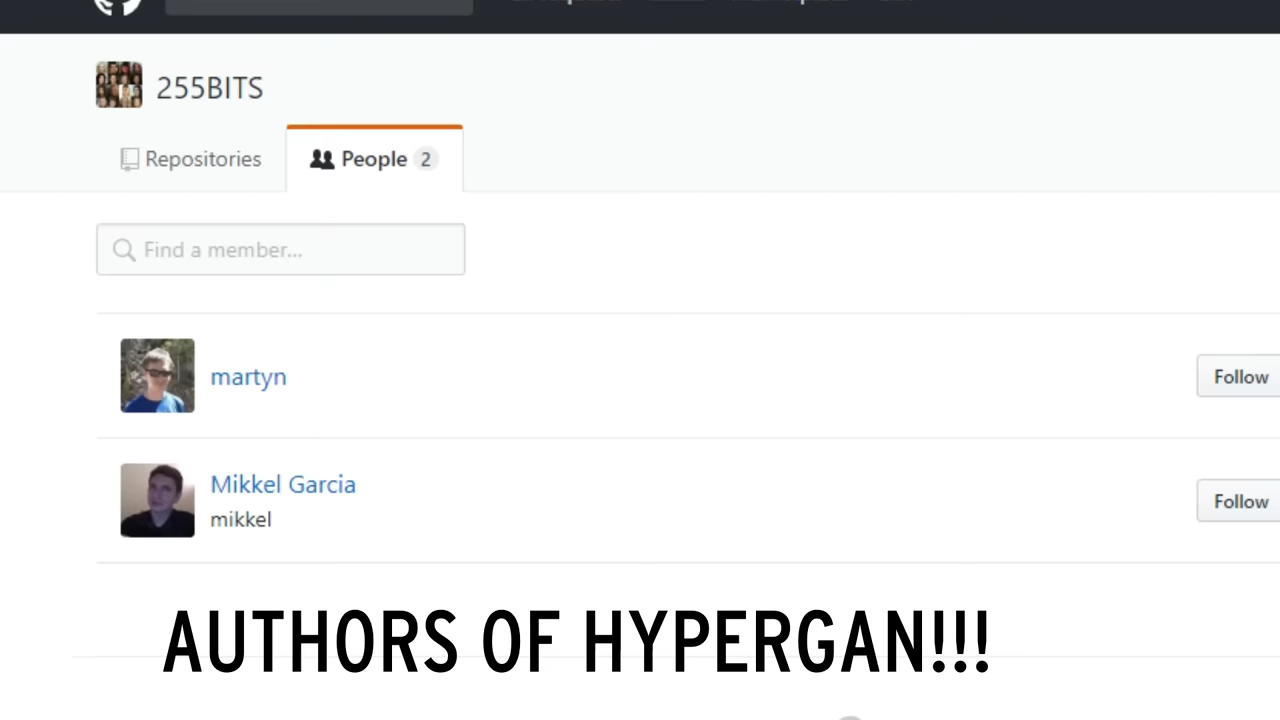 255BITS
Repositories
People 2
Find a member...
martyn
Follow
Mikkel Garcia
mikkel
Follow
AUTHORS OF HYPERGAN!!!